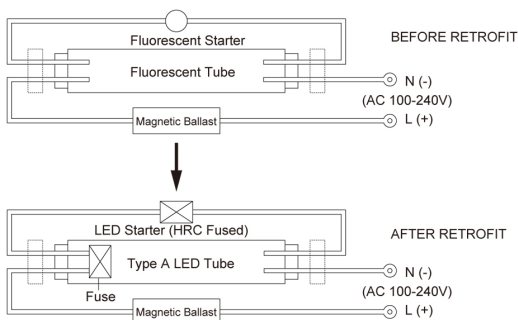 Fluorescent Starter
BEFORE RETROFIT
Fluorescent Tube
N (-)
(AC 100-240V)
Magnetic Ballast
L (+)
LED Starter (HRC Fused)
AFTER RETROFIT
Type A LED Tube
N (-)
Fuse
(AC 100-240V)
Magnetic Ballast
L (+)